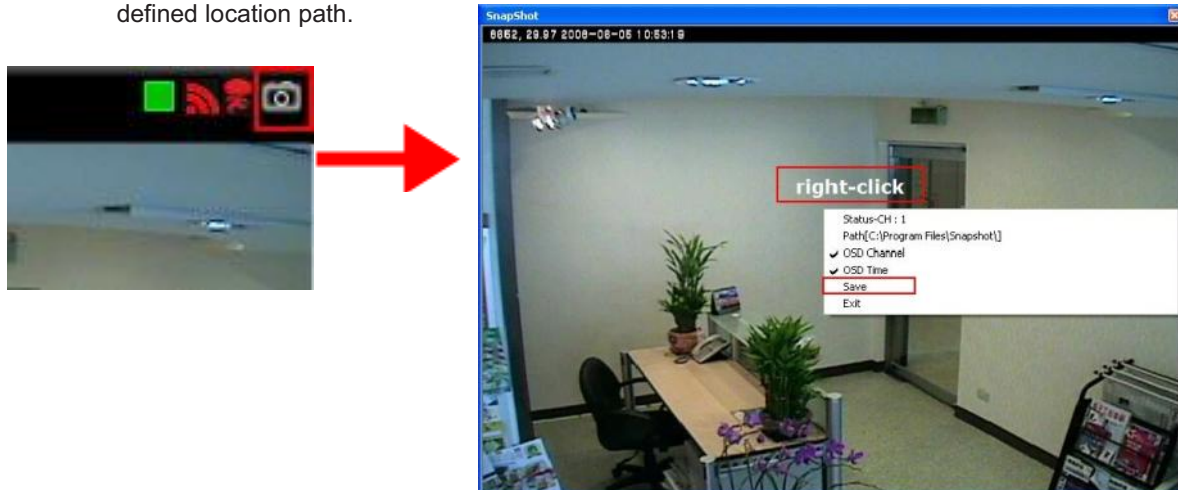 defined location path.
SnapShot
6652, 29.97 2008-06-05 10:53:19
right-click
Status-CH : 1
Path[C:\Program Files\Snapshot\]
OSD Channel
OSD Time
Save
Exit